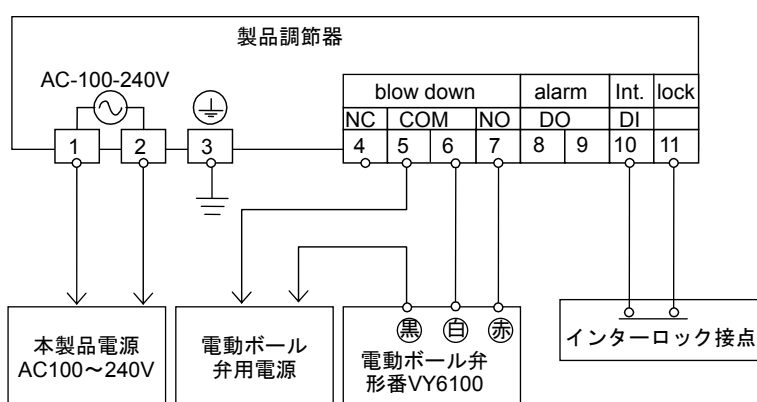 製品調節器
AC-100-240V
blow down alarm Int. lock
NC COM NO DO DI
1 2 3 4 5 6 7 8 9 10 11
黒 白 赤
本製品電源
AC100～240V
電動ボール
弁用電源
電動ボール弁
形番VY6100
インターロック接点